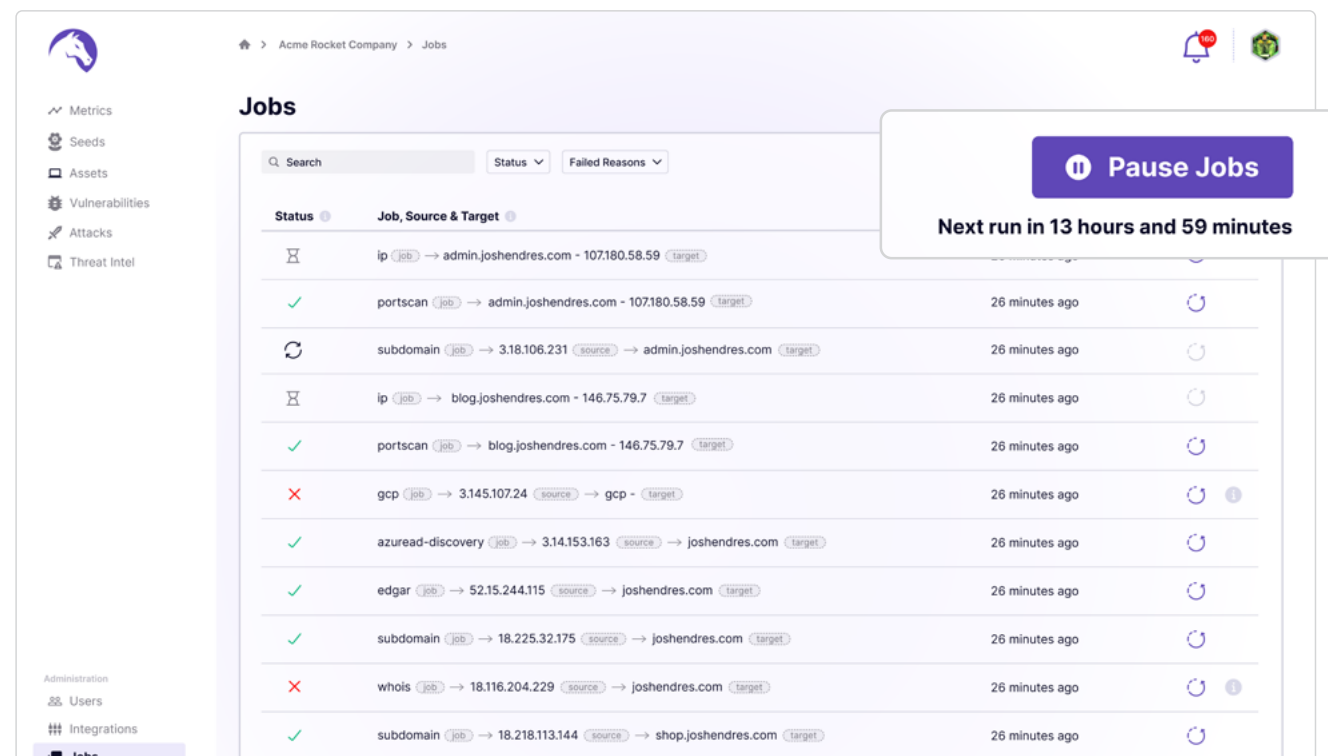 160
Acme Rocket Company > Jobs
Metrics
Seeds
Assets
Vulnerabilities
Attacks
Threat Intel
Administration
Users
Integrations
Jobs
Jobs
Search
Status
Failed Reasons
Pause Jobs
Next run in 13 hours and 59 minutes
Status Job, Source & Target
ip job → admin.joshendres.com - 107.180.58.59 target
portscan job → admin.joshendres.com - 107.180.58.59 target 26 minutes ago
subdomain job → 3.18.106.231 source → admin.joshendres.com target 26 minutes ago
ip job → blog.joshendres.com - 146.75.79.7 target 26 minutes ago
portscan job → blog.joshendres.com - 146.75.79.7 target 26 minutes ago
gcp job → 3.145.107.24 source → gcp - target 26 minutes ago
azuread-discovery job → 3.14.153.163 source → joshendres.com target 26 minutes ago
edgar job → 52.15.244.115 source → joshendres.com target 26 minutes ago
subdomain job → 18.225.32.175 source → joshendres.com target 26 minutes ago
whois job → 18.116.204.229 source → joshendres.com target 26 minutes ago
subdomain job → 18.218.113.144 source → shop.joshendres.com target 26 minutes ago